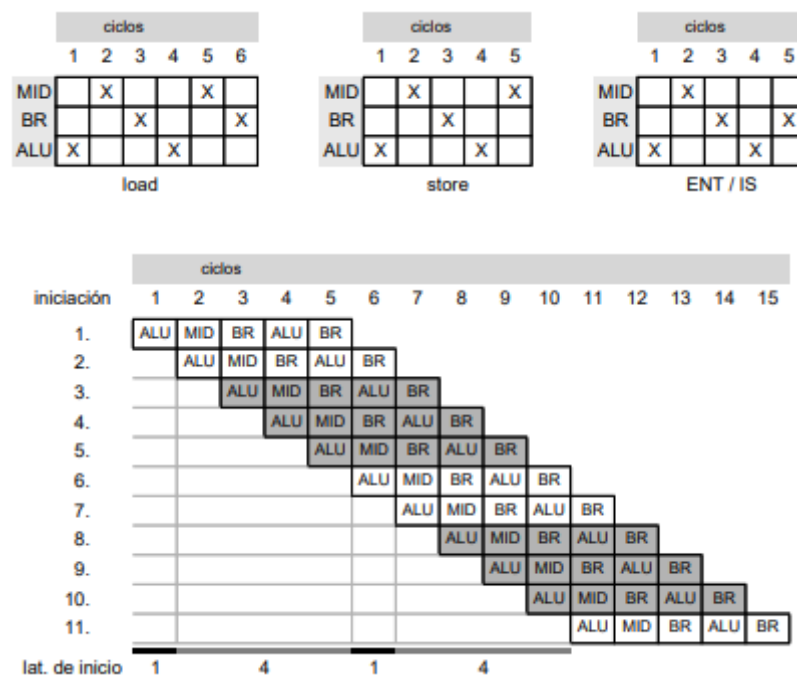 ciclos ciclos ciclos
1 2 3 4 5 6 1 2 3 4 5 1 2 3 4 5
MID X X MID X X MID X
BR X X BR X BR X X
ALU X X ALU X X ALU X X
load store ENT / IS
ciclos
iniciación 1 2 3 4 5 6 7 8 9 10 11 12 13 14 15
1. ALU MID BR ALU BR
2. ALU MID BR ALU BR
3. ALU MID BR ALU BR
4. ALU MID BR ALU BR
5. ALU MID BR ALU BR
6. ALU MID BR ALU BR
7. ALU MID BR ALU BR
8. ALU MID BR ALU BR
9. ALU MID BR ALU BR
10. ALU MID BR ALU BR
11. ALU MID BR ALU BR
lat. de inicio 1 4 1 4